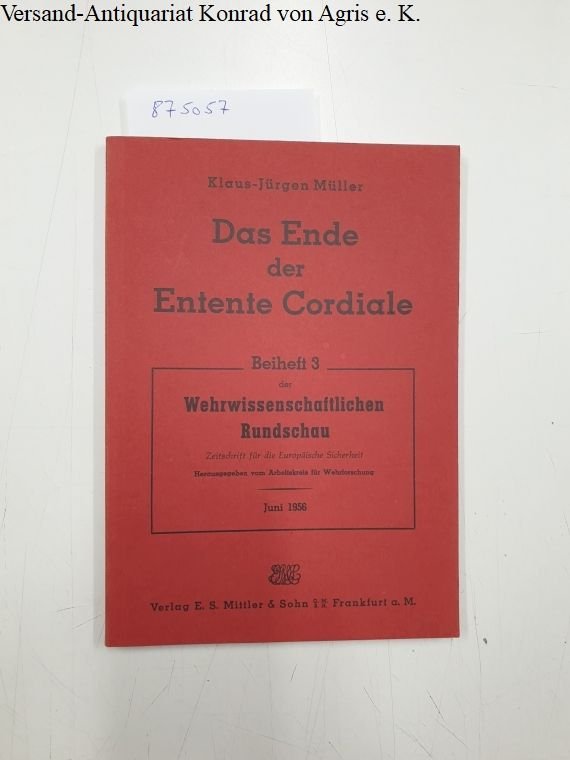 Versand-Antiquariat Konrad von Agris e. K.
875057
Klaus-Jürgen Müller
Das Ende
der
Entente Cordiale
Beiheft 3
der
Wehrwissenschaftlichen
Rundschau
Zeitschrift für die Europäische Sicherheit
Herausgegeben vom Arbeitskreis für Wehrforschung
Juni 1956
Verlag E. S. Mittler & Sohn Frankfurt a. M.